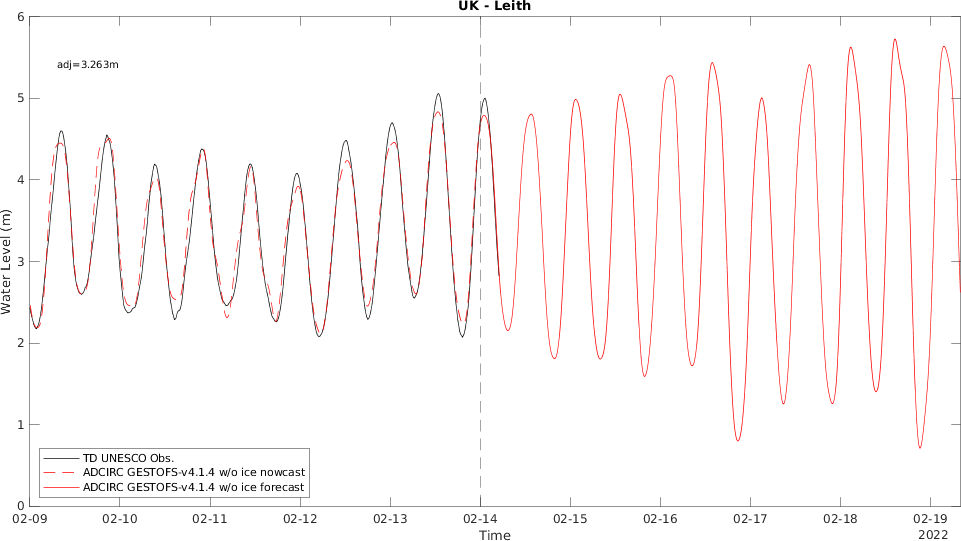 UK - Leith
adj=3.263m
6
5
4
3
2
1
0
Water Level (m)
TD UNESCO Obs.
ADCIRC GESTOFS-v4.1.4 w/o ice nowcast
ADCIRC GESTOFS-v4.1.4 w/o ice forecast
02-09 02-10 02-11 02-12 02-13 02-14 02-15 02-16 02-17 02-18 02-19
Time
2022